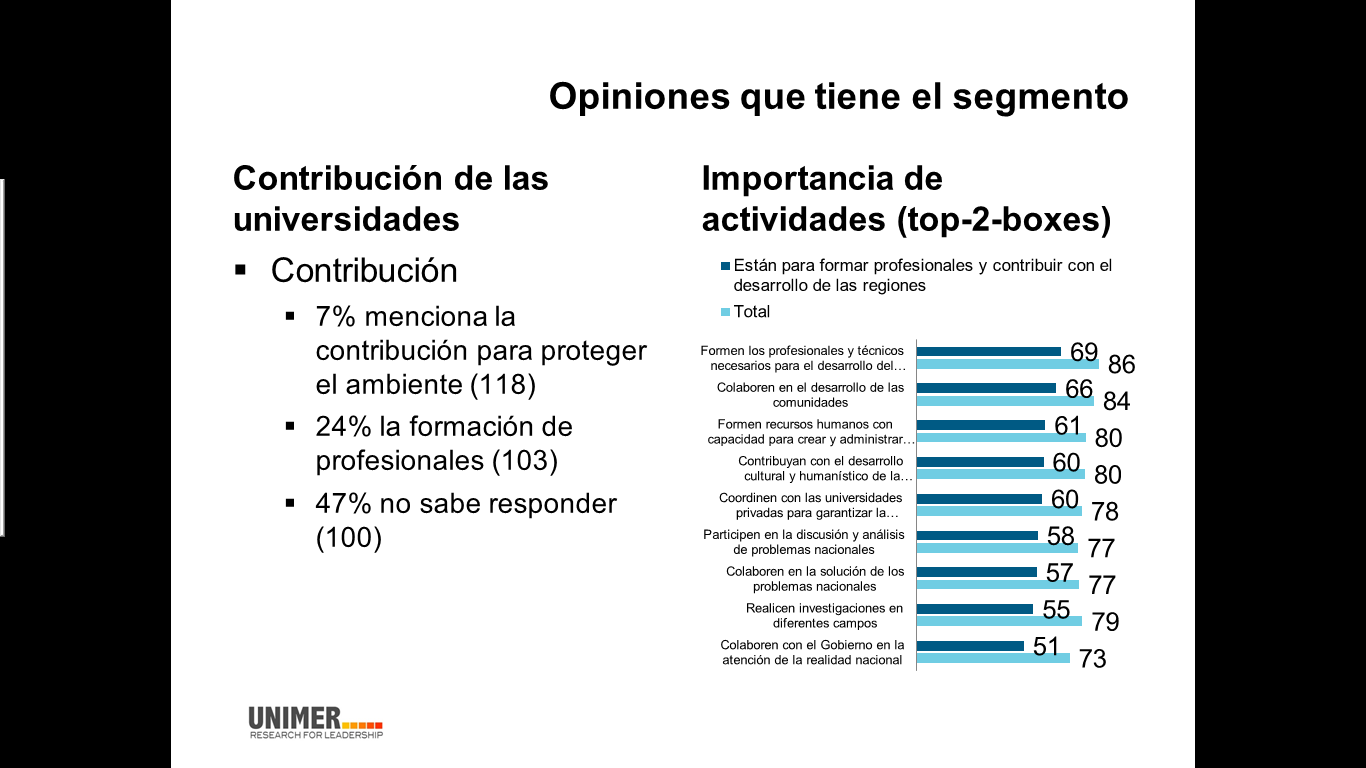 Opiniones que tiene el segmento
Contribución de las
universidades
▪ Contribución
▪ 7% menciona la
contribución para proteger
el ambiente (118)
▪ 24% la formación de
profesionales (103)
▪ 47% no sabe responder
(100)
Importancia de
actividades (top-2-boxes)
Están para formar profesionales y contribuir con el
desarrollo de las regiones
Total
Formen los profesionales y técnicos
necesarios para el desarrollo del…
69
86
Colaboren en el desarrollo de las
comunidades
66
84
Formen recursos humanos con
capacidad para crear y administrar…
61
80
Contribuyan con el desarrollo
cultural y humanístico de la…
60
80
Coordinen con las universidades
privadas para garantizar la…
60
78
Participen en la discusión y análisis
de problemas nacionales
58
77
Colaboren en la solución de los
problemas nacionales
57
77
Realicen investigaciones en
diferentes campos
55
79
Colaboren con el Gobierno en la
atención de la realidad nacional
51
73
UNIMER
RESEARCH FOR LEADERSHIP